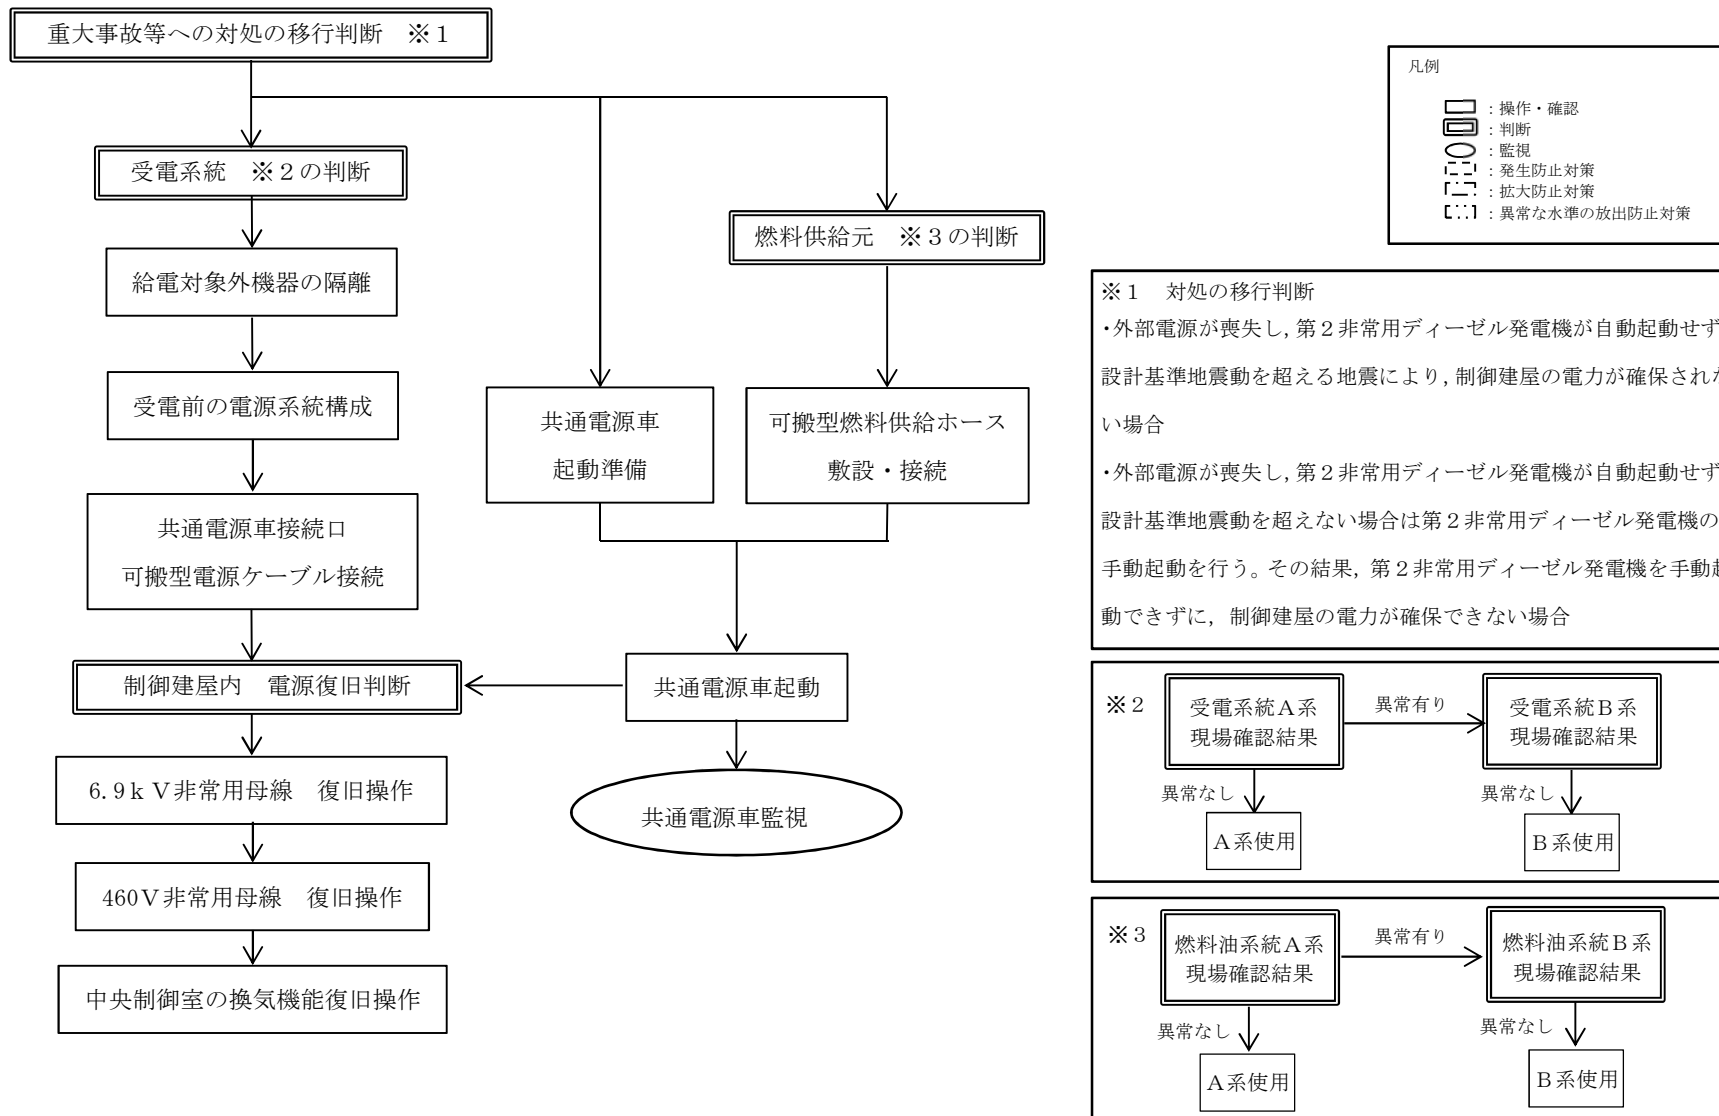 重大事故等への対処の移行判断　※１
受電系統　※２の判断
給電対象外機器の隔離
受電前の電源系統構成
共通電源車接続口
可搬型電源ケーブル接続
制御建屋内　電源復旧判断
6.9ｋＶ非常用母線　復旧操作
460Ｖ非常用母線　復旧操作
中央制御室の換気機能復旧操作
共通電源車
起動準備
燃料供給元　※３の判断
可搬型燃料供給ホース
敷設・接続
共通電源車起動
共通電源車監視
凡例
：操作・確認
：判断
：監視
：発生防止対策
：拡大防止対策
：異常な水準の放出防止対策
※１　対処の移行判断
・外部電源が喪失し，第２非常用ディーゼル発電機が自動起動せず
設計基準地震動を超える地震により，制御建屋の電力が確保されな
い場合
・外部電源が喪失し，第２非常用ディーゼル発電機が自動起動せず
設計基準地震動を超えない場合は第２非常用ディーゼル発電機の
手動起動を行う。その結果，第２非常用ディーゼル発電機を手動起
動できずに，制御建屋の電力が確保できない場合
※２
受電系統Ａ系
現場確認結果
異常有り
受電系統Ｂ系
現場確認結果
異常なし
異常なし
Ａ系使用
Ｂ系使用
※３
燃料油系統Ａ系
現場確認結果
異常有り
燃料油系統Ｂ系
現場確認結果
異常なし
異常なし
Ａ系使用
Ｂ系使用